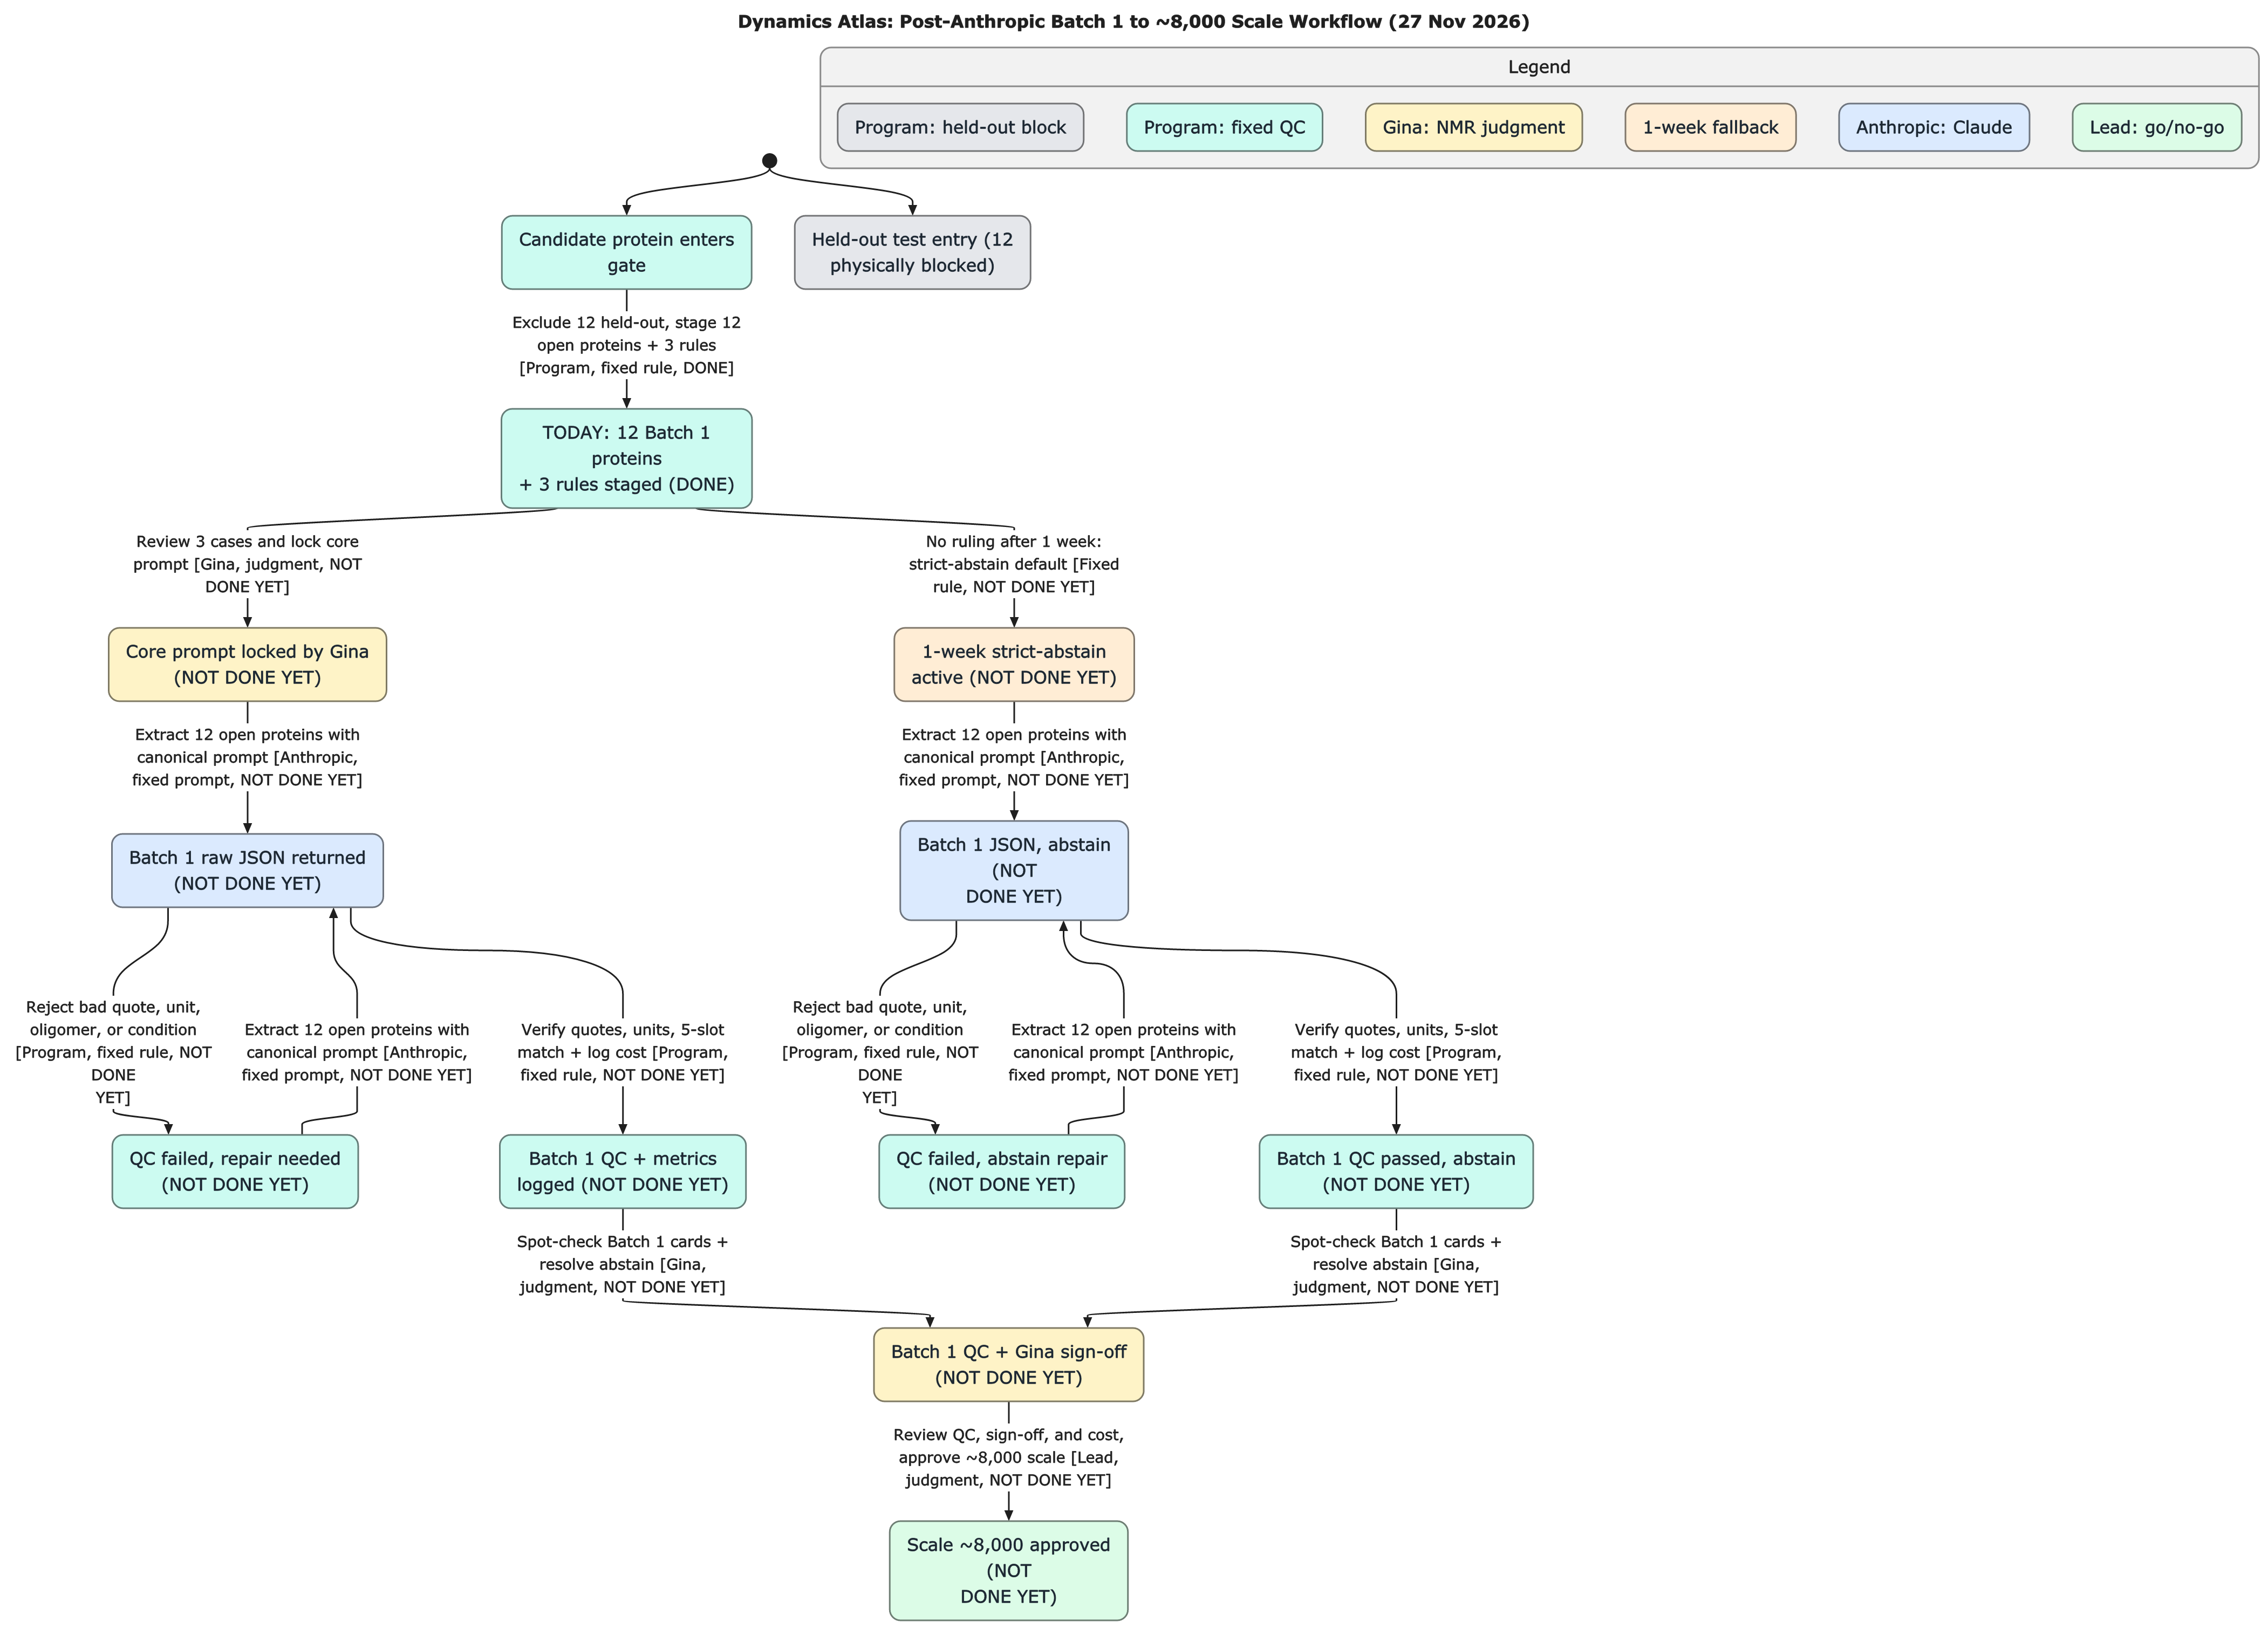 Dynamics Atlas: Post-Anthropic Batch 1 to ~8,000 Scale Workflow (27 Nov 2026)
Legend
Program: held-out block
Program: fixed QC
Gina: NMR judgment
1-week fallback
Anthropic: Claude
Lead: go/no-go
Candidate protein enters
gate
Held-out test entry (12
physically blocked)
Exclude 12 held-out, stage 12
open proteins + 3 rules
[Program, fixed rule, DONE]
TODAY: 12 Batch 1
proteins
+ 3 rules staged (DONE)
Review 3 cases and lock core
prompt [Gina, judgment, NOT
DONE YET]
No ruling after 1 week:
strict-abstain default [Fixed
rule, NOT DONE YET]
Core prompt locked by Gina
(NOT DONE YET)
1-week strict-abstain
active (NOT DONE YET)
Extract 12 open proteins with
canonical prompt [Anthropic,
fixed prompt, NOT DONE YET]
Extract 12 open proteins with
canonical prompt [Anthropic,
fixed prompt, NOT DONE YET]
Batch 1 raw JSON returned
(NOT DONE YET)
Batch 1 JSON, abstain
(NOT
DONE YET)
Reject bad quote, unit,
oligomer, or condition
[Program, fixed rule, NOT
DONE
YET]
Extract 12 open proteins with
canonical prompt [Anthropic,
fixed prompt, NOT DONE YET]
Verify quotes, units, 5-slot
match + log cost [Program,
fixed rule, NOT DONE YET]
Reject bad quote, unit,
oligomer, or condition
[Program, fixed rule, NOT
DONE
YET]
Extract 12 open proteins with
canonical prompt [Anthropic,
fixed prompt, NOT DONE YET]
Verify quotes, units, 5-slot
match + log cost [Program,
fixed rule, NOT DONE YET]
QC failed, repair needed
(NOT DONE YET)
Batch 1 QC + metrics
logged (NOT DONE YET)
QC failed, abstain repair
(NOT DONE YET)
Batch 1 QC passed, abstain
(NOT DONE YET)
Spot-check Batch 1 cards +
resolve abstain [Gina,
judgment, NOT DONE YET]
Spot-check Batch 1 cards +
resolve abstain [Gina,
judgment, NOT DONE YET]
Batch 1 QC + Gina sign-off
(NOT DONE YET)
Review QC, sign-off, and cost,
approve ~8,000 scale [Lead,
judgment, NOT DONE YET]
Scale ~8,000 approved
(NOT
DONE YET)